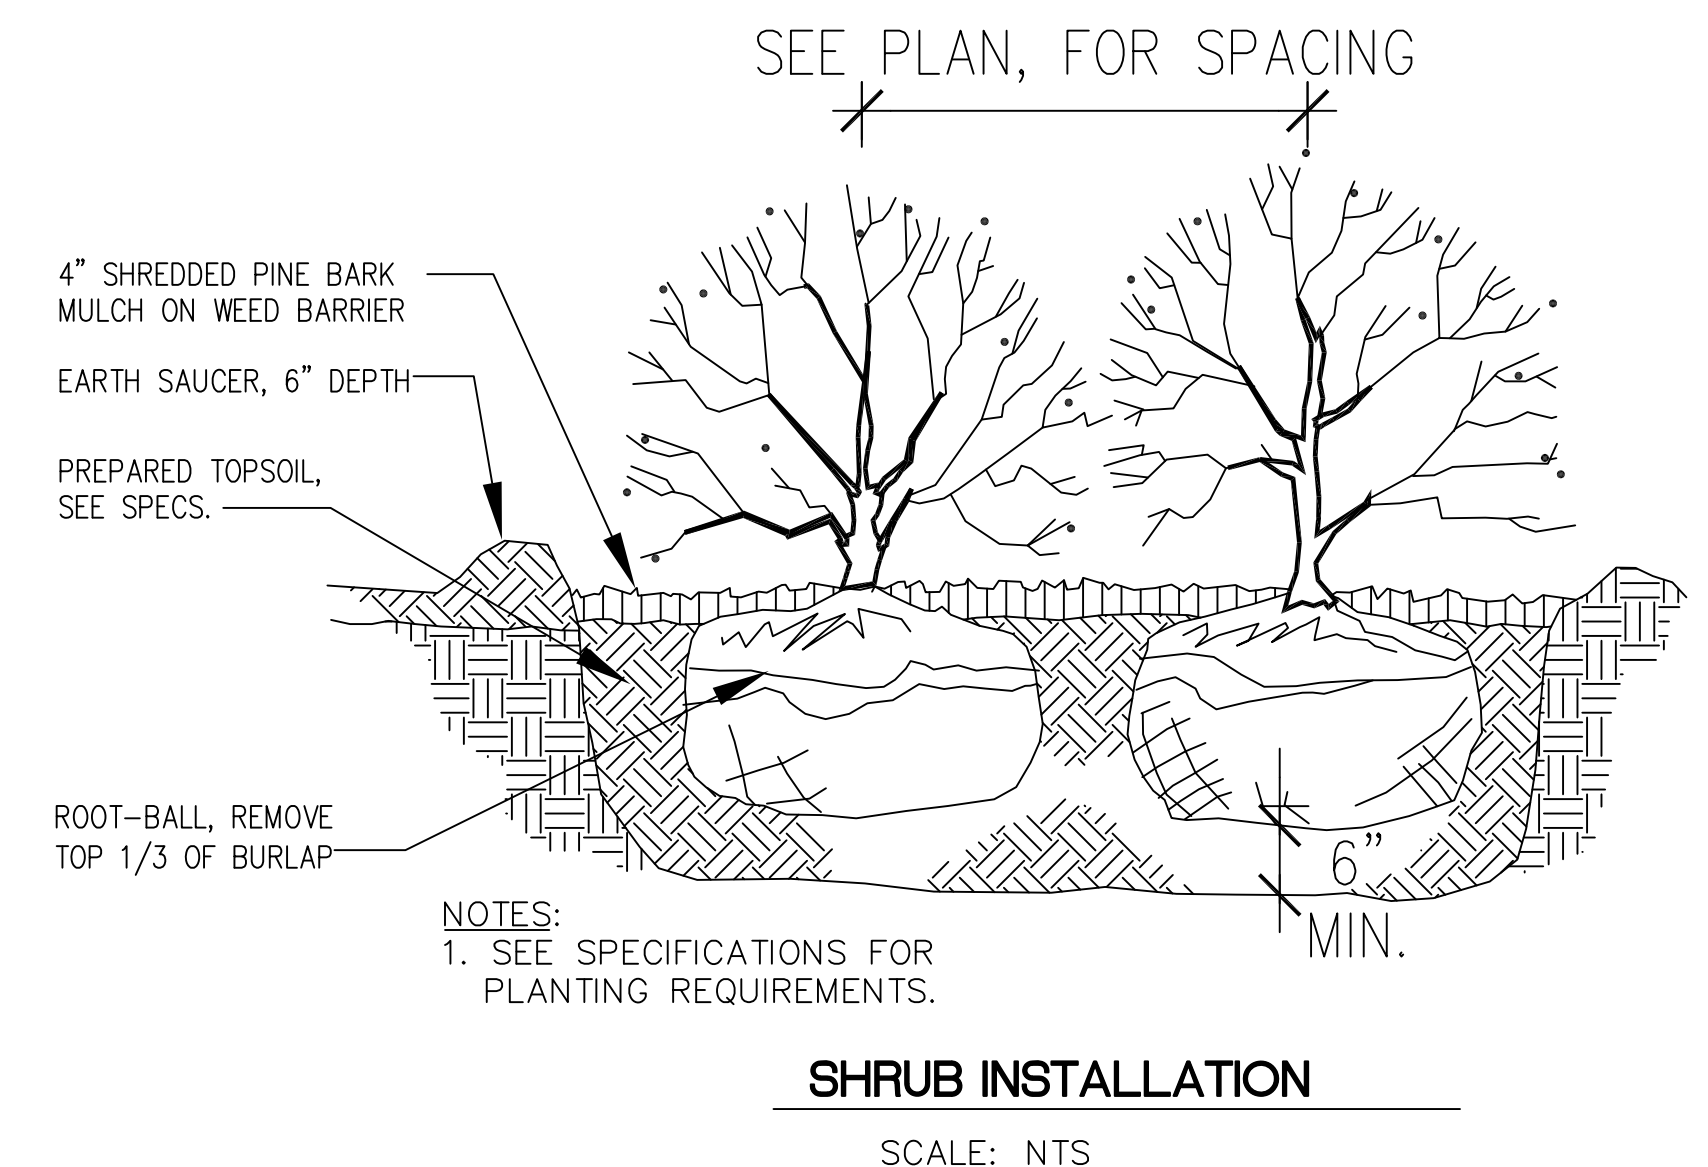 SEE PLAN, FOR SPACING
4” SHREDDED PINE BARK
MULCH ON WEED BARRIER
EARTH SAUCER, 6” DEPTH
PREPARED TOPSOIL,
SEE SPECS.
ROOT-BALL, REMOVE
TOP 1/3 OF BURLAP
6”
MIN.
NOTES:
1. SEE SPECIFICATIONS FOR
PLANTING REQUIREMENTS.
SHRUB INSTALLATION
SCALE: NTS